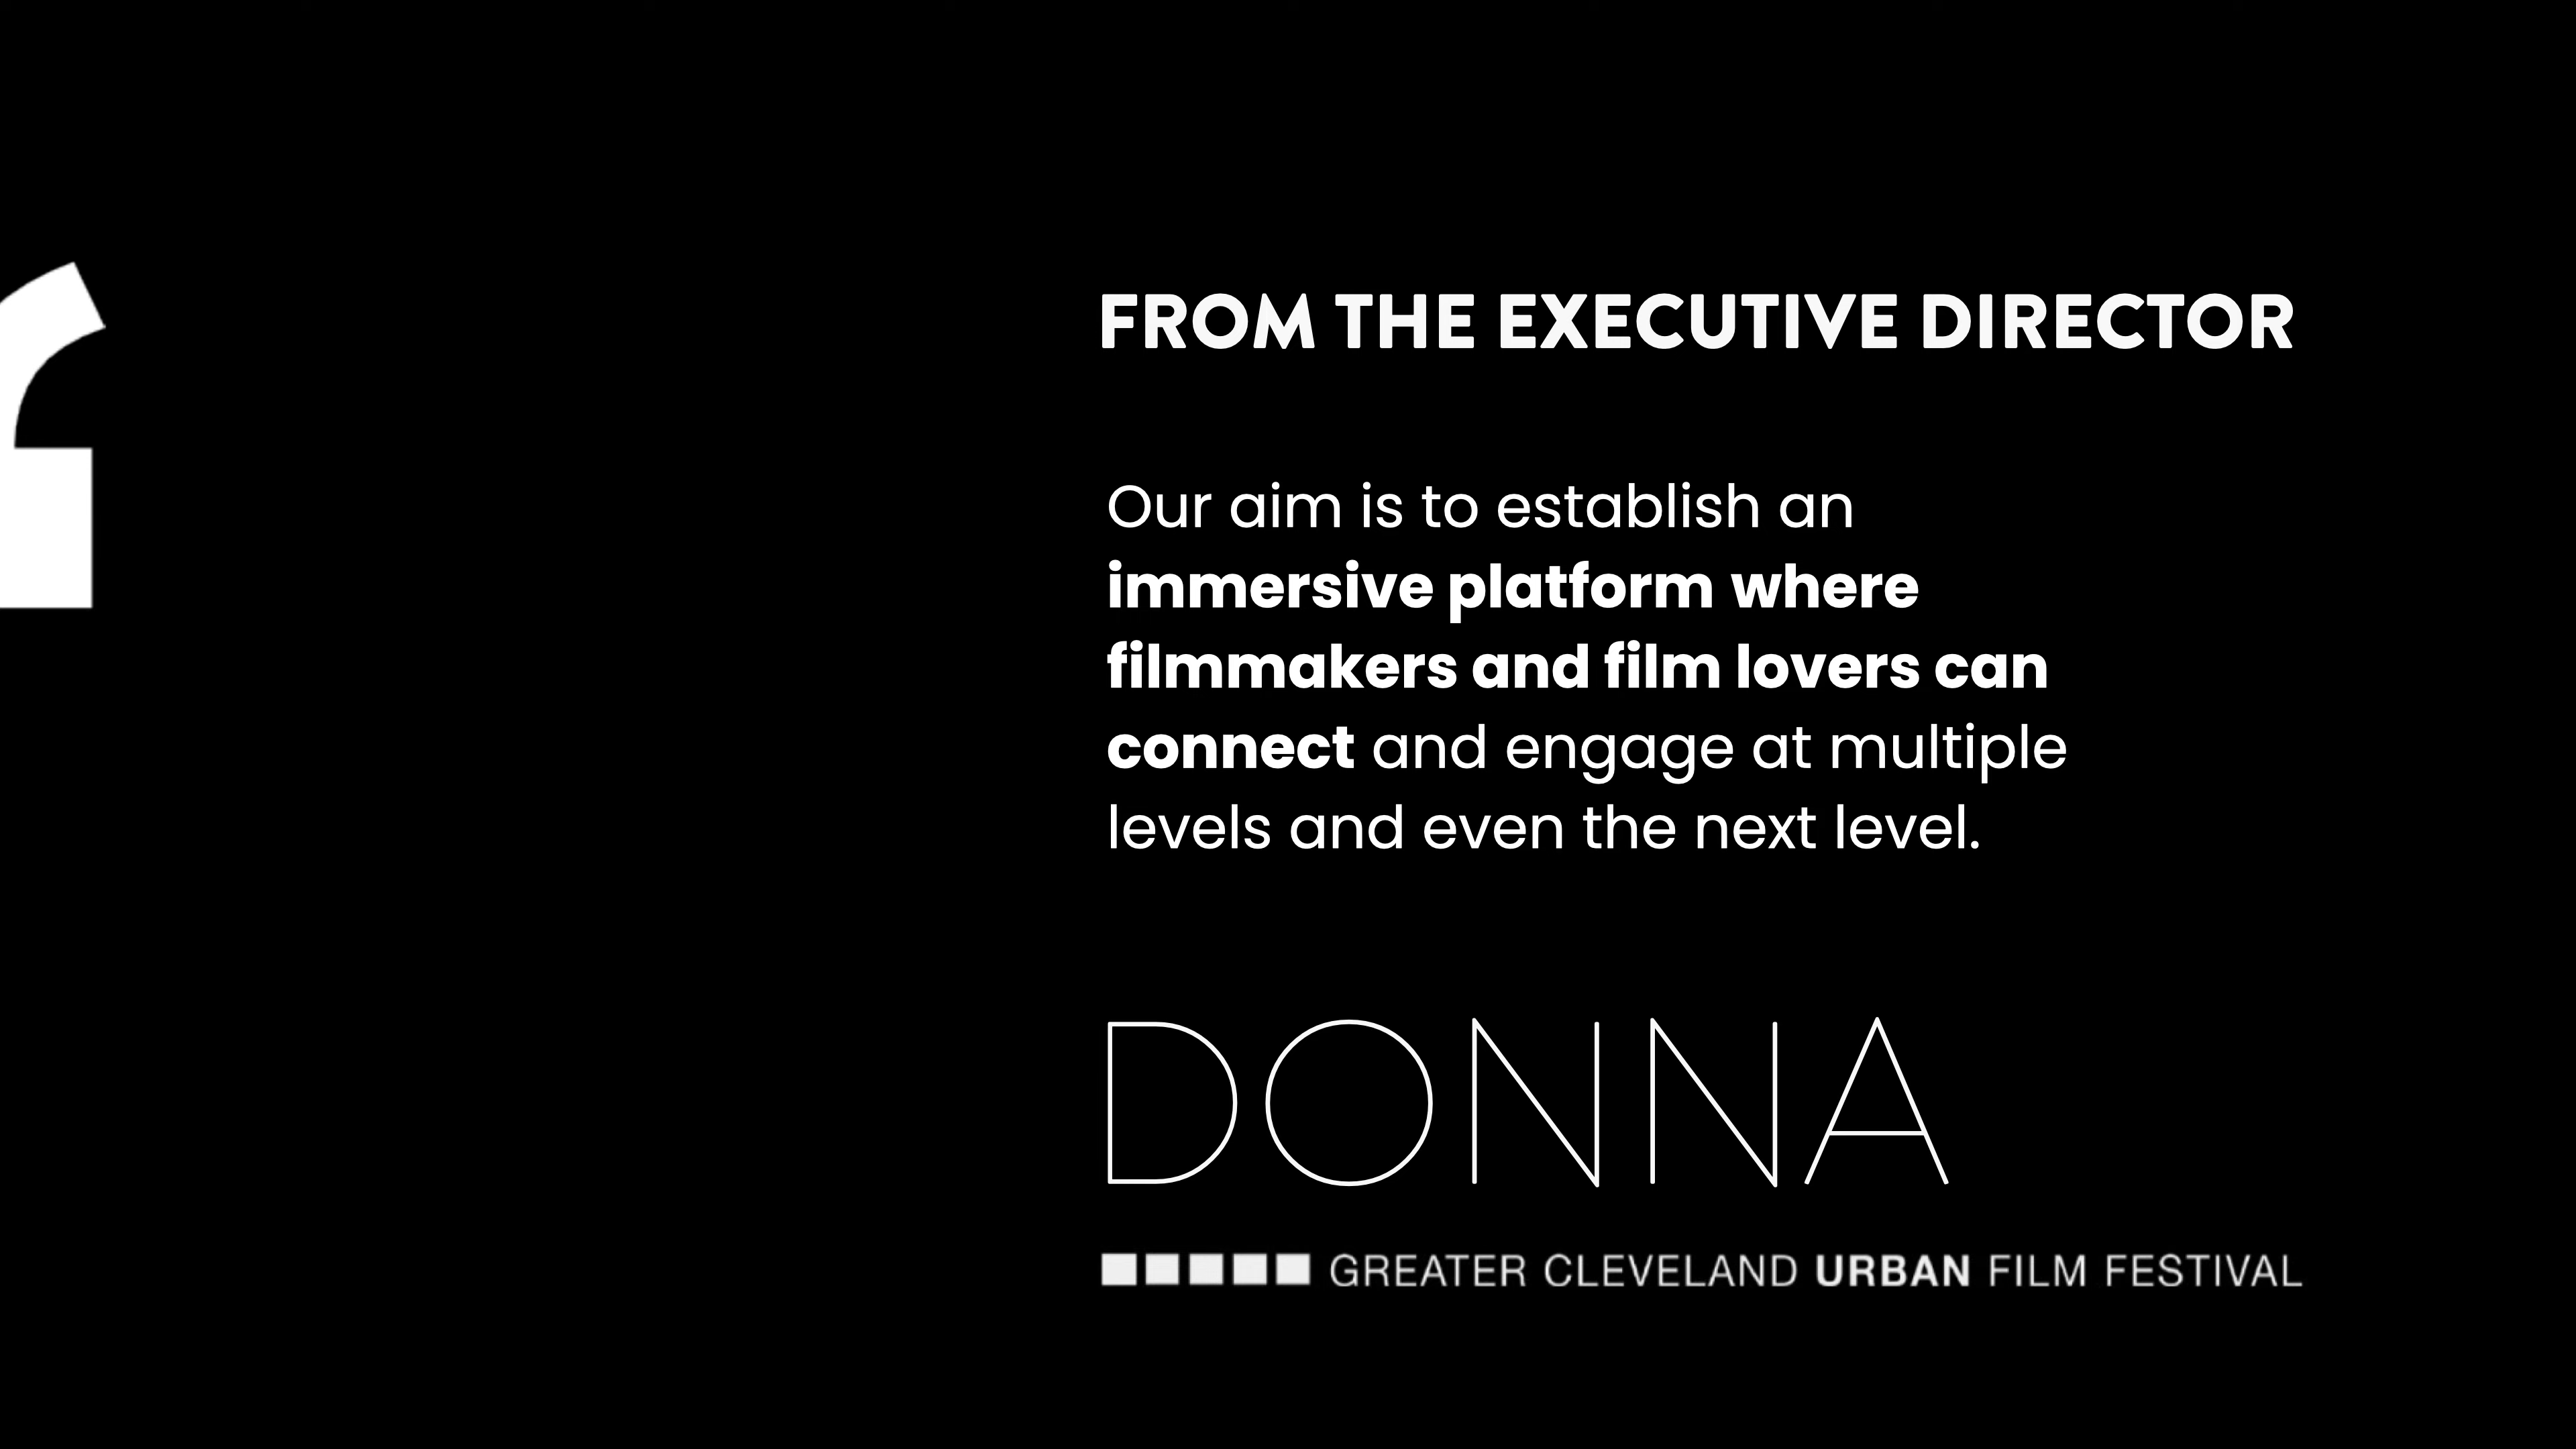 ‘
FROM THE EXECUTIVE DIRECTOR
Our aim is to establish an
immersive platform where
filmmakers and film lovers can
connect and engage at multiple
levels and even the next level.
DONNA
GREATER CLEVELAND URBAN FILM FESTIVAL